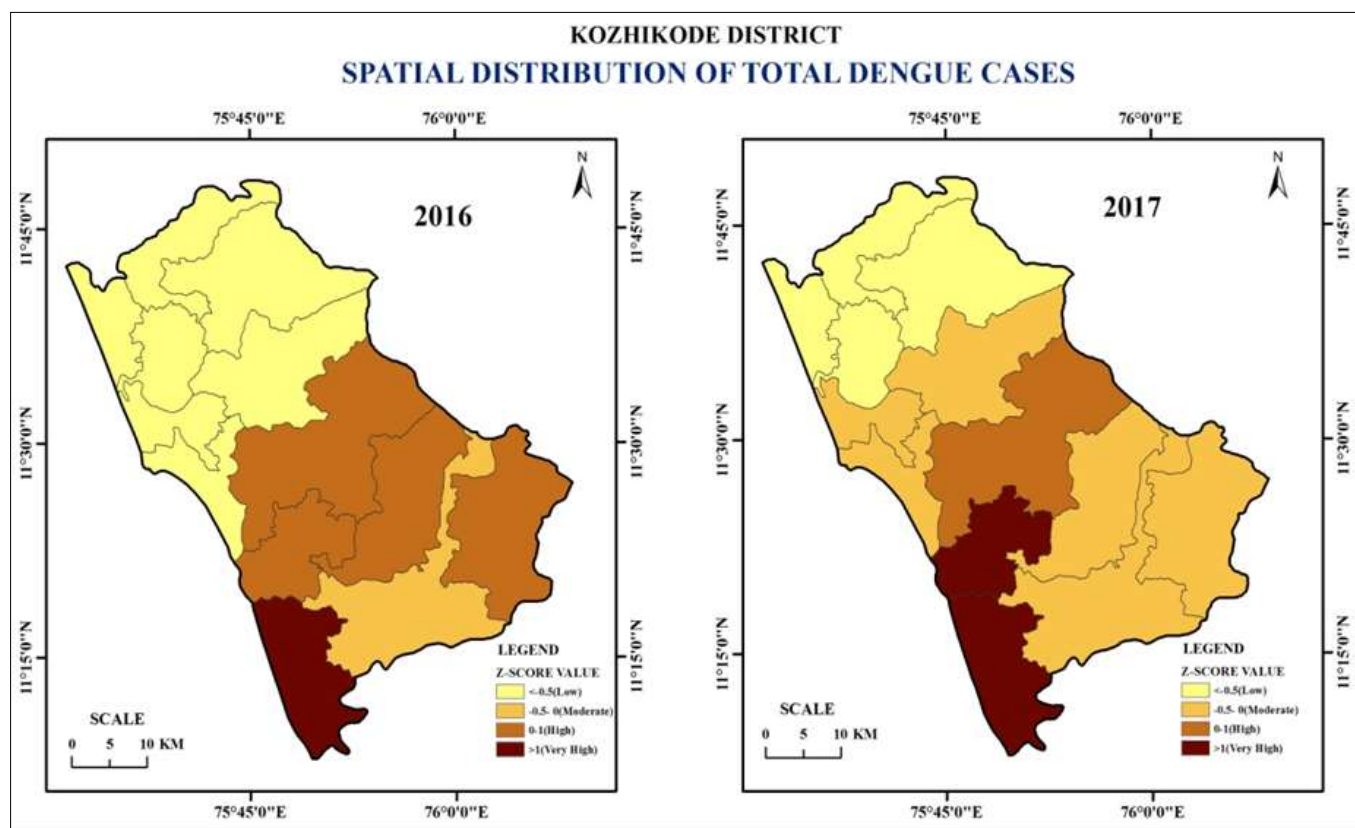 KOZHIKODE DISTRICT
SPATIAL DISTRIBUTION OF TOTAL DENGUE CASES
75°45'0"E
76°0'0"E
N
2016
11°45'0"N
11°45'0"N
11°30'0"N
11°30'0"N
11°15'0"N
11°15'0"N
LEGEND
Z-SCORE VALUE
<-0.5(Low)
-0.5- 0(Moderate)
0-1(High)
>1(Very High)
SCALE
0 5 10 KM
75°45'0"E
76°0'0"E
75°45'0"E
76°0'0"E
N
2017
11°45'0"N
11°45'0"N
11°30'0"N
11°30'0"N
11°15'0"N
11°15'0"N
LEGEND
Z-SCORE VALUE
<-0.5(Low)
-0.5- 0(Moderate)
0-1(High)
>1(Very High)
SCALE
0 5 10 KM
75°45'0"E
76°0'0"E